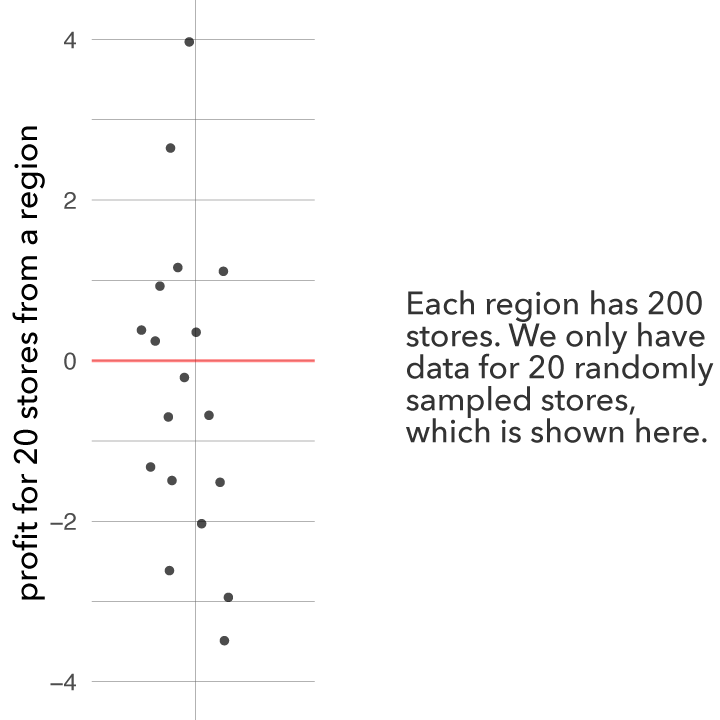 profit for 20 stores from a region
4
2
0
−2
−4
Each region has 200
stores. We only have
data for 20 randomly
sampled stores,
which is shown here.